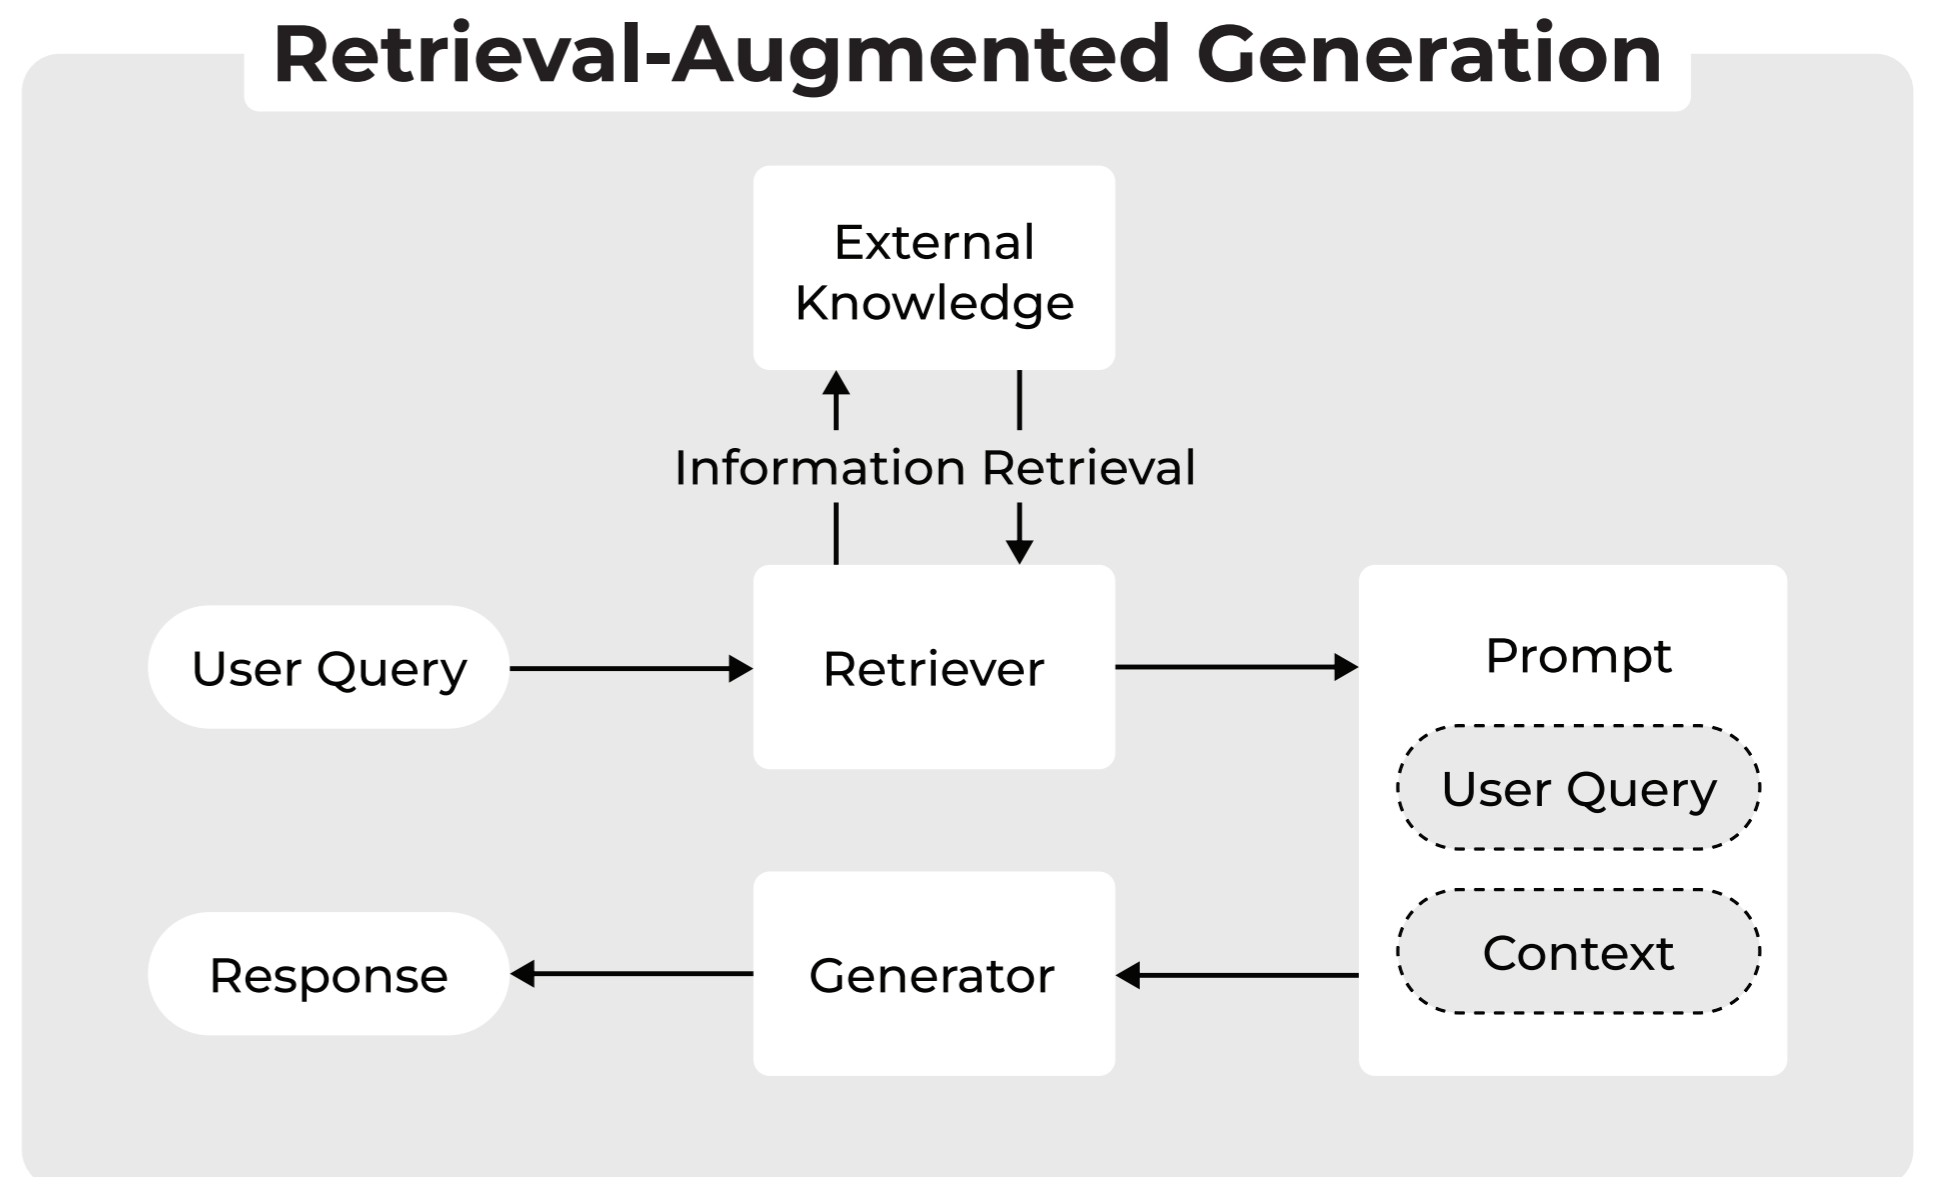 Retrieval-Augmented Generation
External
Knowledge
Information Retrieval
User Query
Retriever
Prompt
User Query
Context
Generator
Response